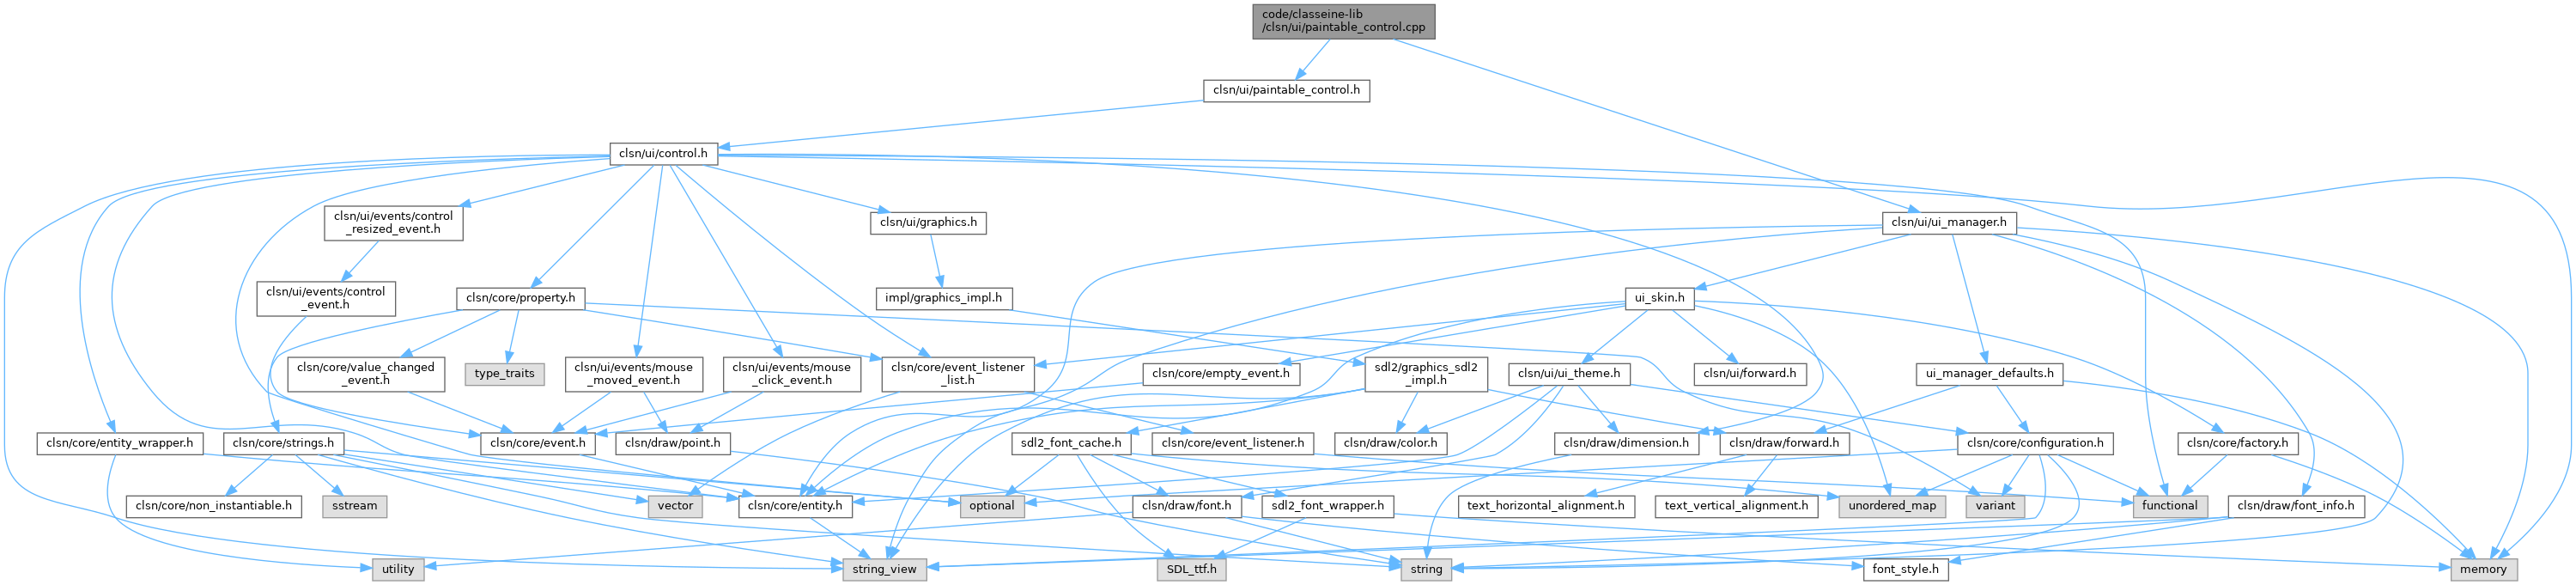 code/classeine-lib
/clsn/ui/paintable_control.cpp
clsn/ui/paintable_control.h
clsn/ui/control.h
clsn/ui/events/control
_resized_event.h
clsn/ui/graphics.h
clsn/ui/ui_manager.h
clsn/ui/events/control
_event.h
clsn/core/property.h
impl/graphics_impl.h
ui_skin.h
clsn/core/value_changed
_event.h
type_traits
clsn/ui/events/mouse
_moved_event.h
clsn/ui/events/mouse
_click_event.h
clsn/core/event_listener
_list.h
clsn/core/empty_event.h
sdl2/graphics_sdl2
_impl.h
clsn/ui/ui_theme.h
clsn/ui/forward.h
ui_manager_defaults.h
clsn/core/entity_wrapper.h
clsn/core/strings.h
clsn/core/event.h
clsn/draw/point.h
sdl2_font_cache.h
clsn/core/event_listener.h
clsn/draw/color.h
clsn/draw/dimension.h
clsn/draw/forward.h
clsn/core/configuration.h
clsn/core/factory.h
clsn/core/non_instantiable.h
sstream
vector
clsn/core/entity.h
optional
clsn/draw/font.h
sdl2_font_wrapper.h
text_horizontal_alignment.h
text_vertical_alignment.h
unordered_map
variant
functional
clsn/draw/font_info.h
utility
string_view
SDL_ttf.h
string
font_style.h
memory